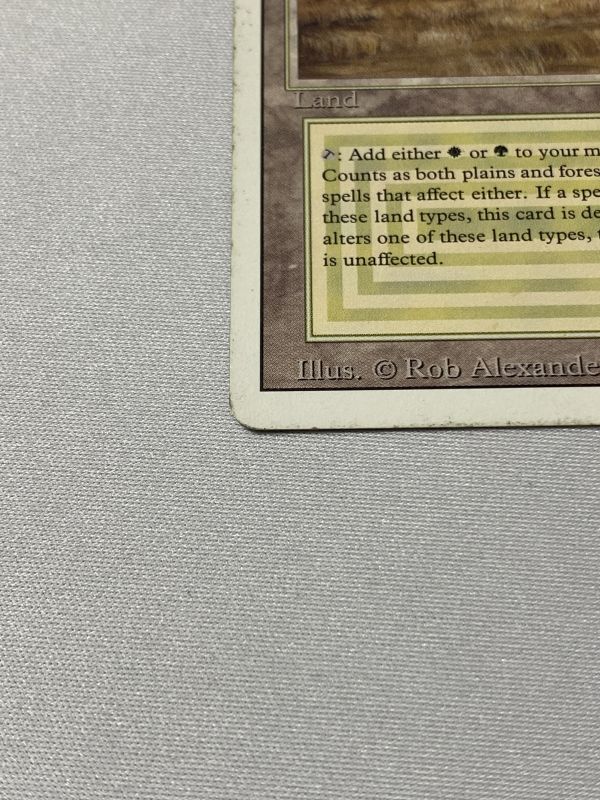 Land
: Add either or to your m
Counts as both plains and fores
spells that affect either. If a spe
these land types, this card is de
alters one of these land types, t
is unaffected.
Illus. © Rob Alexande